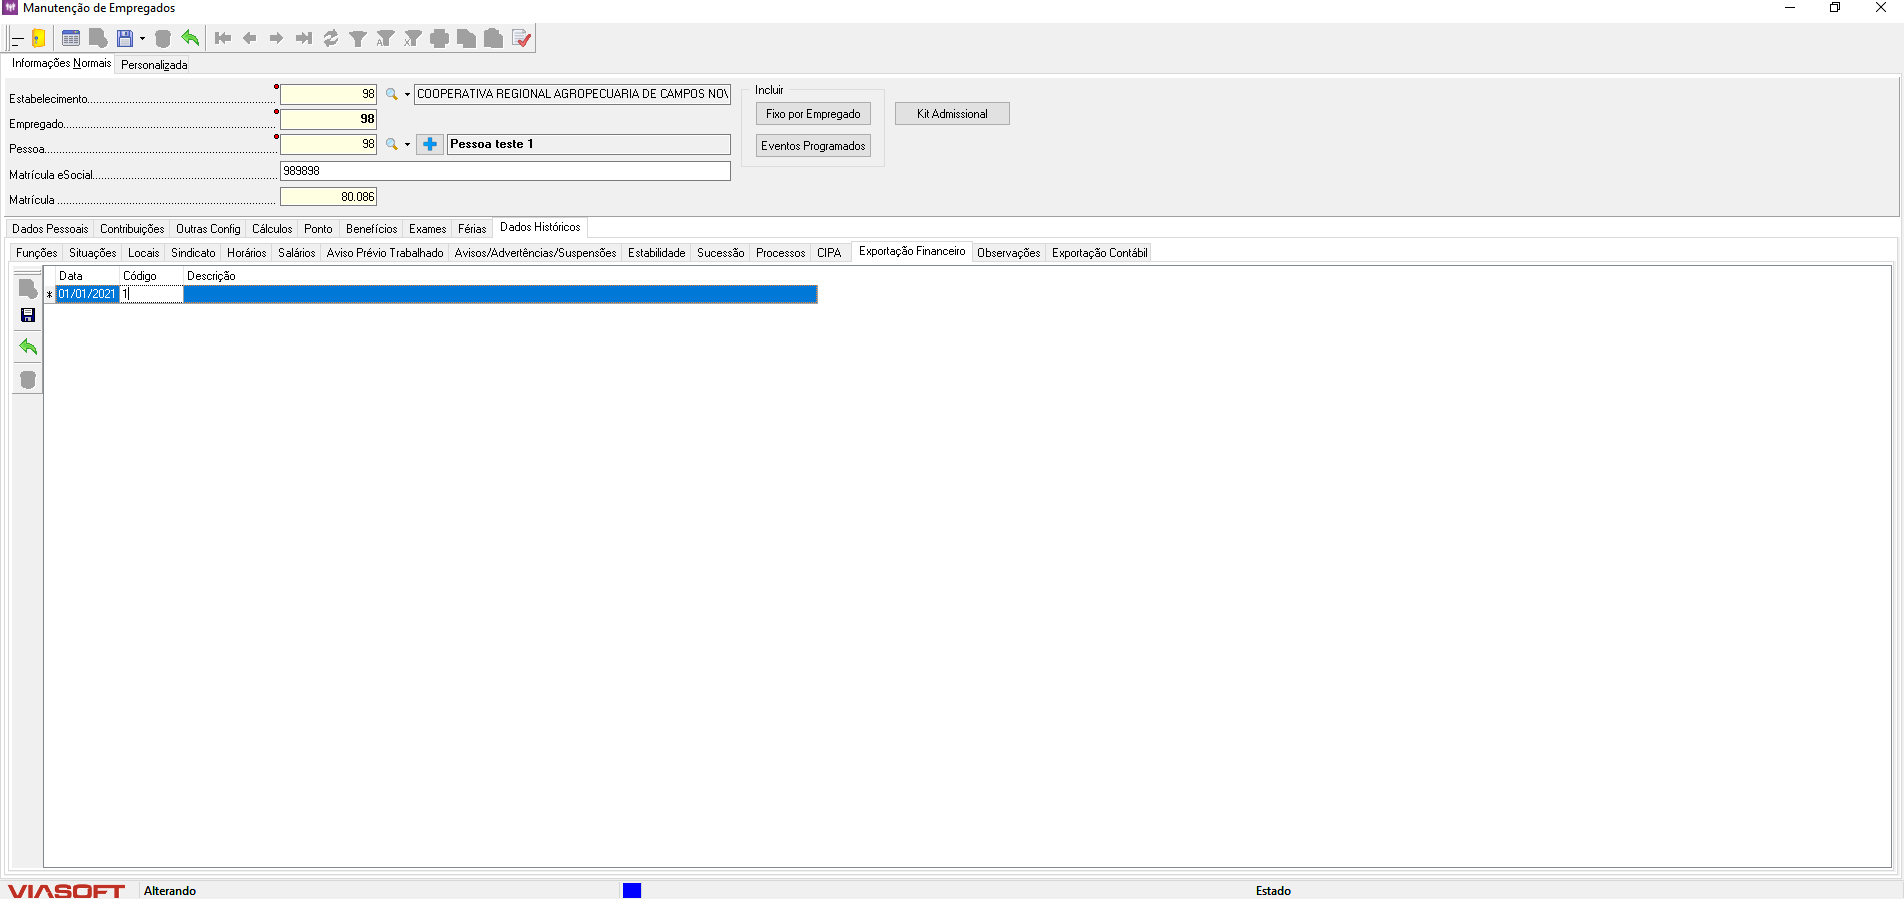 Manutenção de Empregados
Informações Normais Personalizada
Estabelecimento 98 COOPERATIVA REGIONAL AGROPECUARIA DE CAMPOS NOV
Empregado 98
Pessoa 98 Pessoa teste 1
Matrícula eSocial 989898
Matrícula 80.086
Incluir
Fixo por Empregado
Eventos Programados
Kit Admissional
Dados Pessoais Contribuições Outras Config Cálculos Ponto Benefícios Exames Férias Dados Históricos
Funções Situações Locais Sindicato Horários Salários Aviso Prévio Trabalhado Avisos/Advertências/Suspensões Estabilidade Sucessão Processos CIPA Exportação Financeiro Observações Exportação Contábil
Data Código Descrição
* 01/01/2021 1
VIASOFT Alterando Estado